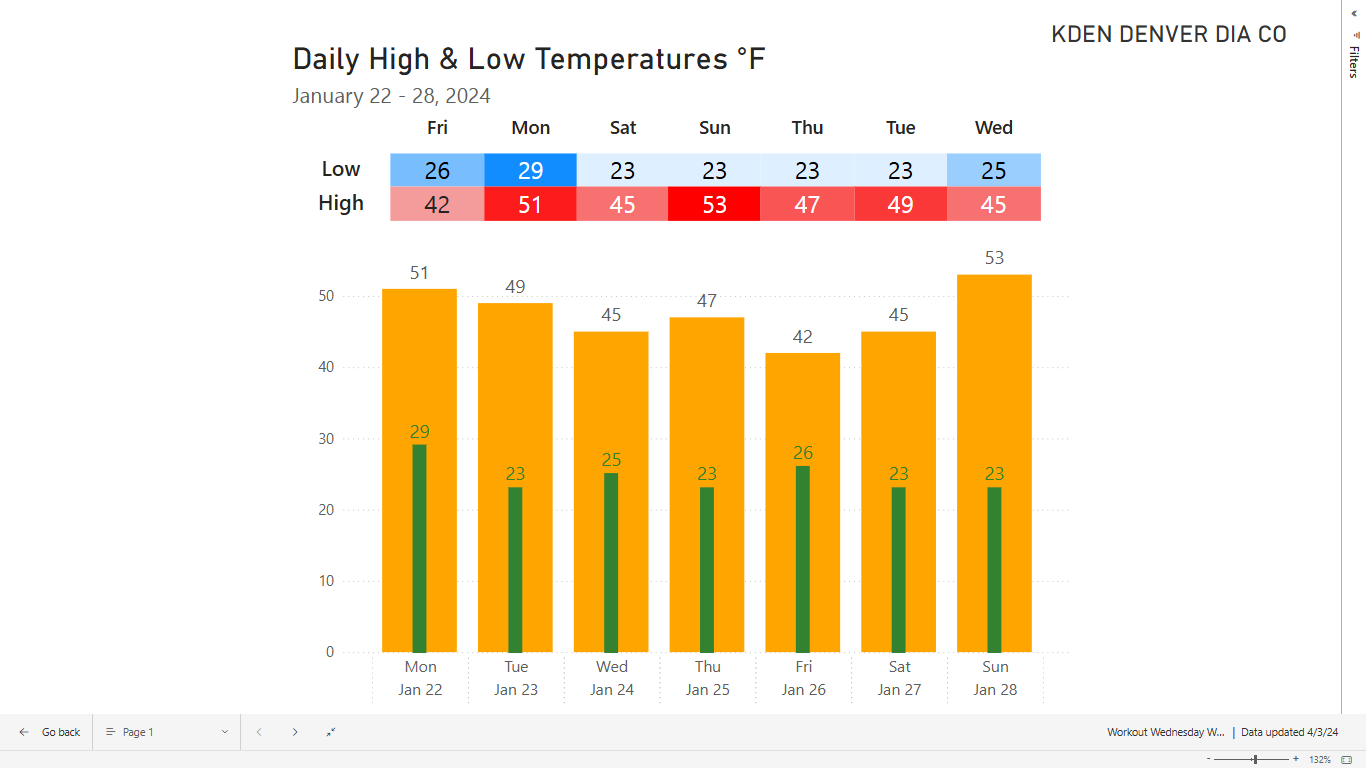 KDEN DENVER DIA CO
Daily High & Low Temperatures °F
January 22 - 28, 2024
Filters
Fri Mon Sat Sun Thu Tue Wed
Low 26 29 23 23 23 23 25
High 42 51 45 53 47 49 45
51 49 45 47 42 45 53
29 23 25 23 26 23 23
50
40
30
20
10
0
Mon Tue Wed Thu Fri Sat Sun
Jan 22 Jan 23 Jan 24 Jan 25 Jan 26 Jan 27 Jan 28
Go back Page 1 Workout Wednesday W... | Data updated 4/3/24
- + 132%